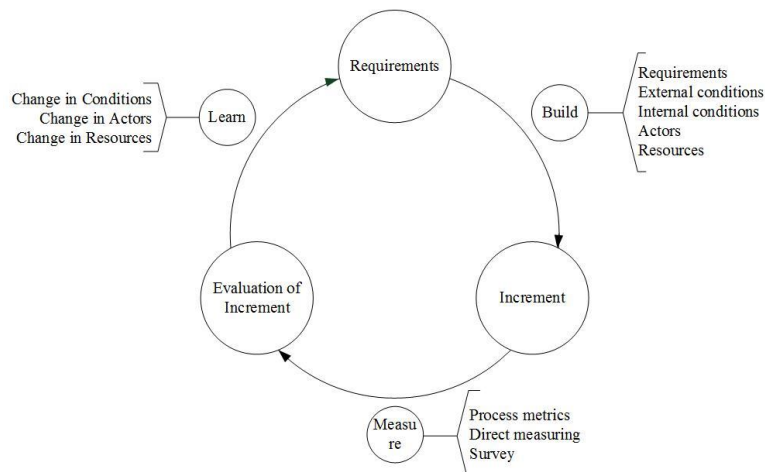 Requirements
Change in Conditions
Change in Actors
Change in Resources
Learn
Build
Requirements
External conditions
Internal conditions
Actors
Resources
Evaluation of
Increment
Increment
Measu
re
Process metrics
Direct measuring
Survey